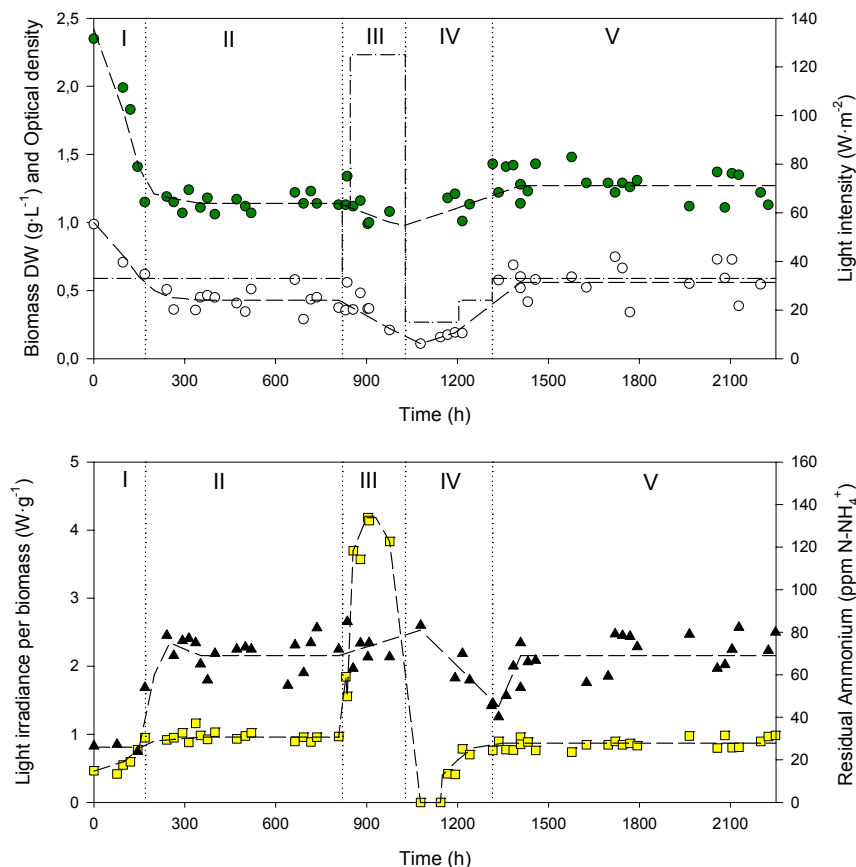 I II III IV V
Biomass DW (g·L⁻¹) and Optical density
2,5
2,0
1,5
1,0
0,5
0,0
140
120
100
80
60
40
20
0
Light intensity (W·m⁻²)
0 300 600 900 1200 1500 1800 2100
Time (h)
I II III IV V
Light irradiance per biomass (W·g⁻¹)
5
4
3
2
1
0
160
140
120
100
80
60
40
20
0
Residual Ammonium (ppm N-NH₄⁺)
0 300 600 900 1200 1500 1800 2100
Time (h)